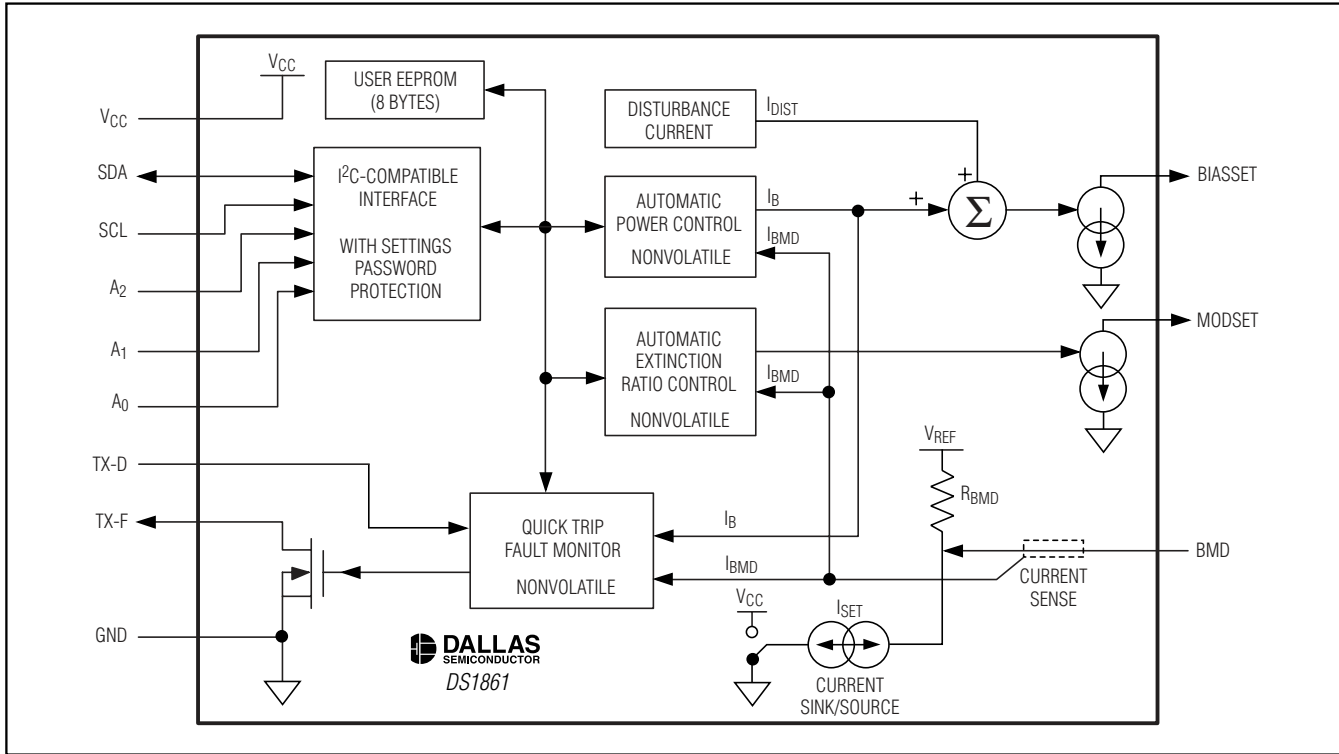 VCC
USER EEPROM
(8 BYTES)
DISTURBANCE
CURRENT
IDIST
VCC
SDA
SCL
A2
A1
A0
I2C-COMPATIBLE
INTERFACE
WITH SETTINGS
PASSWORD
PROTECTION
AUTOMATIC
POWER CONTROL
NONVOLATILE
IB
IBMD
+
+
Σ
BIASSET
AUTOMATIC
EXTINCTION
RATIO CONTROL
NONVOLATILE
IBMD
MODSET
VREF
RBMD
TX-D
TX-F
GND
QUICK TRIP
FAULT MONITOR
NONVOLATILE
IB
IBMD
BMD
CURRENT
SENSE
VCC
ISET
CURRENT
SINK/SOURCE
DALLAS
SEMICONDUCTOR
DS1861